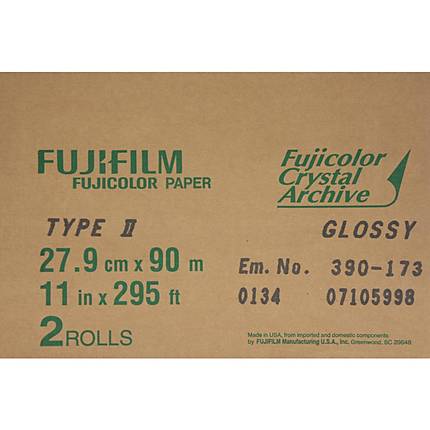 FUJIFILM
FUJICOLOR PAPER
Fujicolor
Crystal
Archive
TYPE II
GLOSSY
27.9 cm x 90 m
11 in x 295 ft
2 ROLLS
Em. No. 390-173
0134 07105998
Made in USA, from imported and domestic components
by FUJIFILM Manufacturing U.S.A., Inc. Greenwood, SC 29648